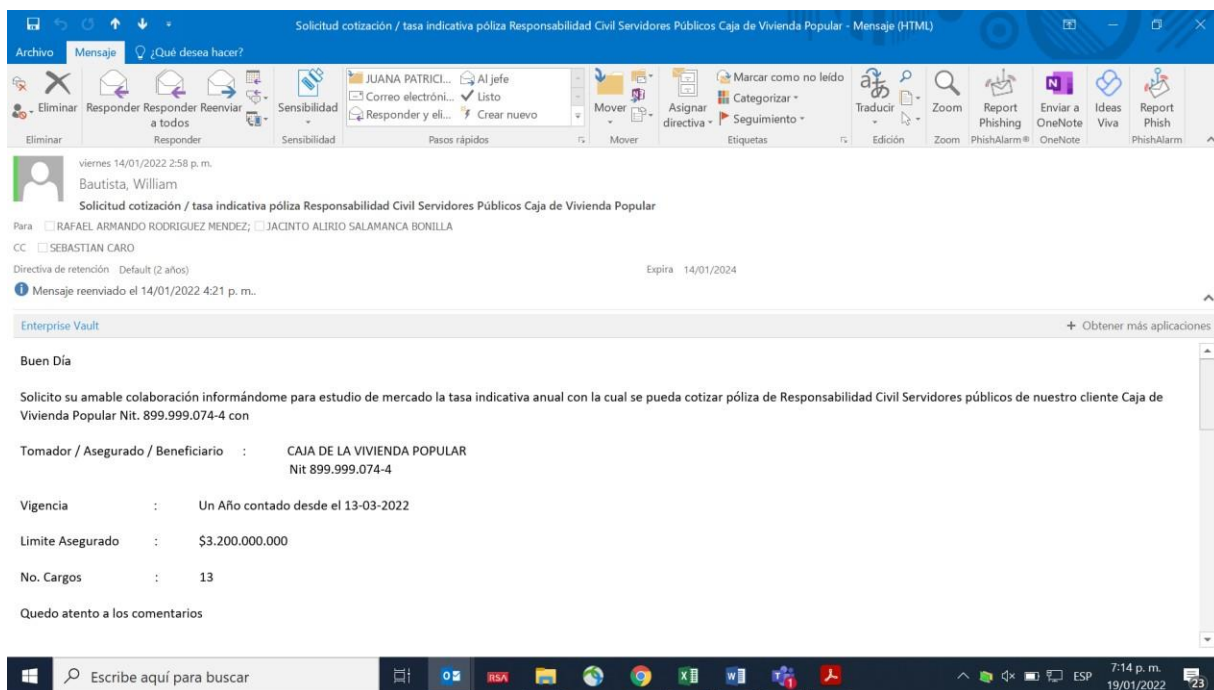 Solicitud cotización / tasa indicativa póliza Responsabilidad Civil Servidores Públicos Caja de Vivienda Popular - Mensaje (HTML)
Archivo Mensaje ¿Qué desea hacer?
Eliminar Responder Responder a todos Reenviar Sensibilidad JUANA PATRICI... Al jefe Correo electróni... Listo Responder y eli... Crear nuevo Mover Asignar directiva Marcar como no leído Categorizar Seguimiento Traducir Zoom Report Phishing Enviar a OneNote Ideas Viva Report Phish
Eliminar Responder Sensibilidad Pasos rápidos Mover Etiquetas Edición Zoom PhishAlarm® OneNote PhishAlarm
viernes 14/01/2022 2:58 p. m.
Bautista, William
Solicitud cotización / tasa indicativa póliza Responsabilidad Civil Servidores Públicos Caja de Vivienda Popular
Para RAFAEL ARMANDO RODRIGUEZ MENDEZ; JACINTO ALIRIO SALAMANCA BONILLA
CC SEBASTIAN CARO
Directiva de retención Default (2 años) Expira 14/01/2024
Mensaje reenviado el 14/01/2022 4:21 p. m..
Enterprise Vault + Obtener más aplicaciones
Buen Día
Solicito su amable colaboración informándome para estudio de mercado la tasa indicativa anual con la cual se pueda cotizar póliza de Responsabilidad Civil Servidores públicos de nuestro cliente Caja de
Vivienda Popular Nit. 899.999.074-4 con
Tomador / Asegurado / Beneficiario : CAJA DE LA VIVIENDA POPULAR
Nit 899.999.074-4
Vigencia : Un Año contado desde el 13-03-2022
Limite Asegurado : $3.200.000.000
No. Cargos : 13
Quedo atento a los comentarios
Escribe aquí para buscar RSA ESP 7:14 p. m.
19/01/2022 23